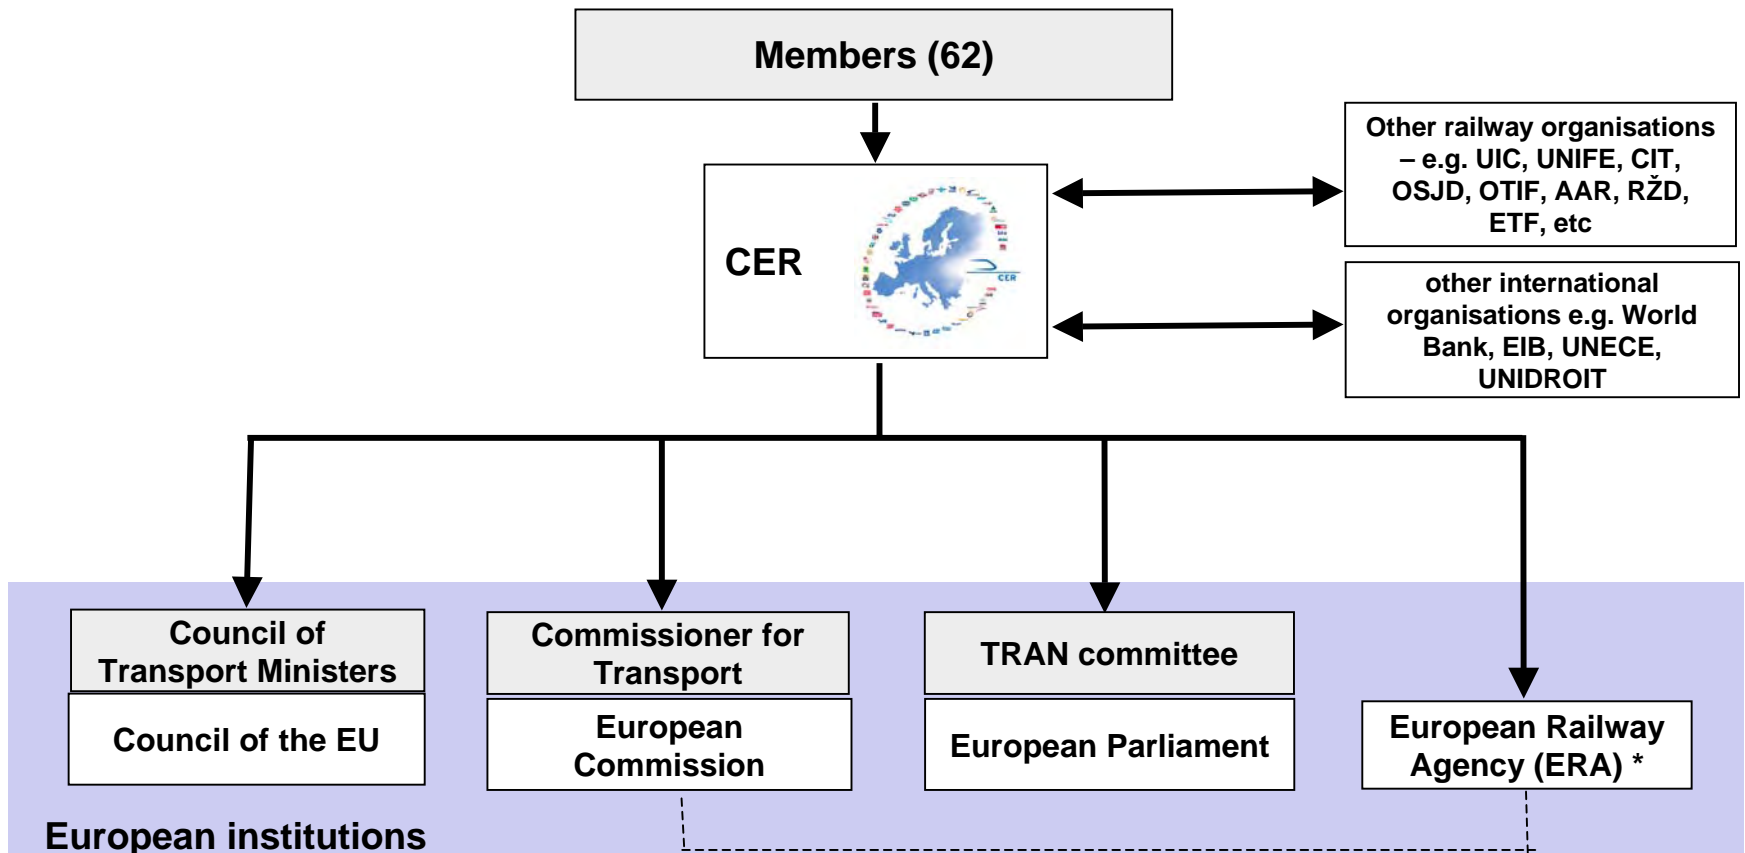 Members (62)
Other railway organisations
– e.g. UIC, UNIFE, CIT,
OSJD, OTIF, AAR, RŽD,
ETF, etc
CER
CER
other international
organisations e.g. World
Bank, EIB, UNECE,
UNIDROIT
Council of
Transport Ministers
Council of the EU
Commissioner for
Transport
European
Commission
TRAN committee
European Parliament
European Railway
Agency (ERA) *
European institutions